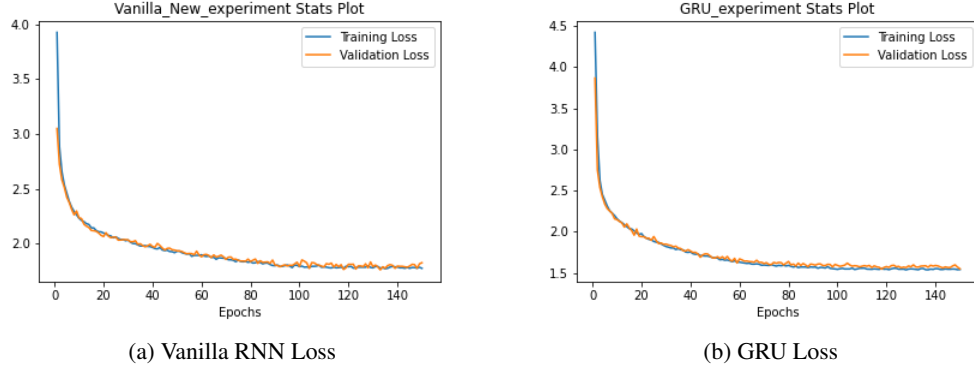 Vanilla_New_experiment Stats Plot
4.0
3.5
3.0
2.5
2.0
Training Loss
Validation Loss
0 20 40 60 80 100 120 140
Epochs
(a) Vanilla RNN Loss
GRU_experiment Stats Plot
4.5
4.0
3.5
3.0
2.5
2.0
1.5
Training Loss
Validation Loss
0 20 40 60 80 100 120 140
Epochs
(b) GRU Loss